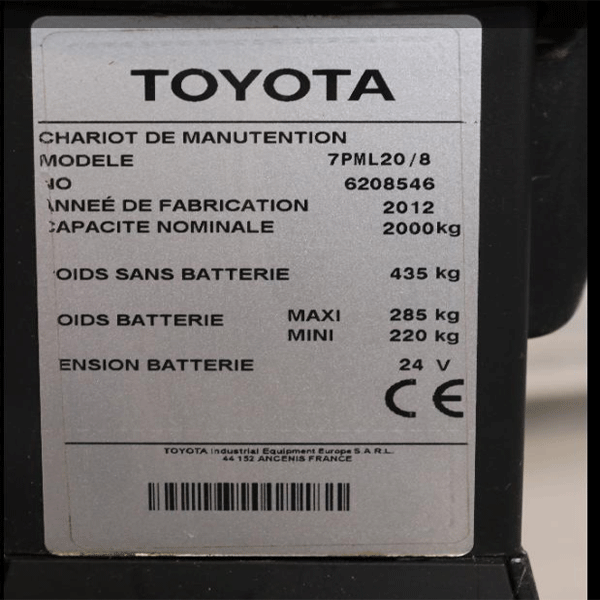 TOYOTA
CHARIOT DE MANUTENTION
MODELE 7PML20/8
NO 6208546
ANNEÉ DE FABRICATION 2012
CAPACITE NOMINALE 2000kg
OIDS SANS BATTERIE 435 kg
OIDS BATTERIE MAXI 285 kg
MINI 220 kg
ENSION BATTERIE 24 V
CE
TOYOTA Industrial Equipment Europe S.A.R.L.
44 152 ANCENIS FRANCE